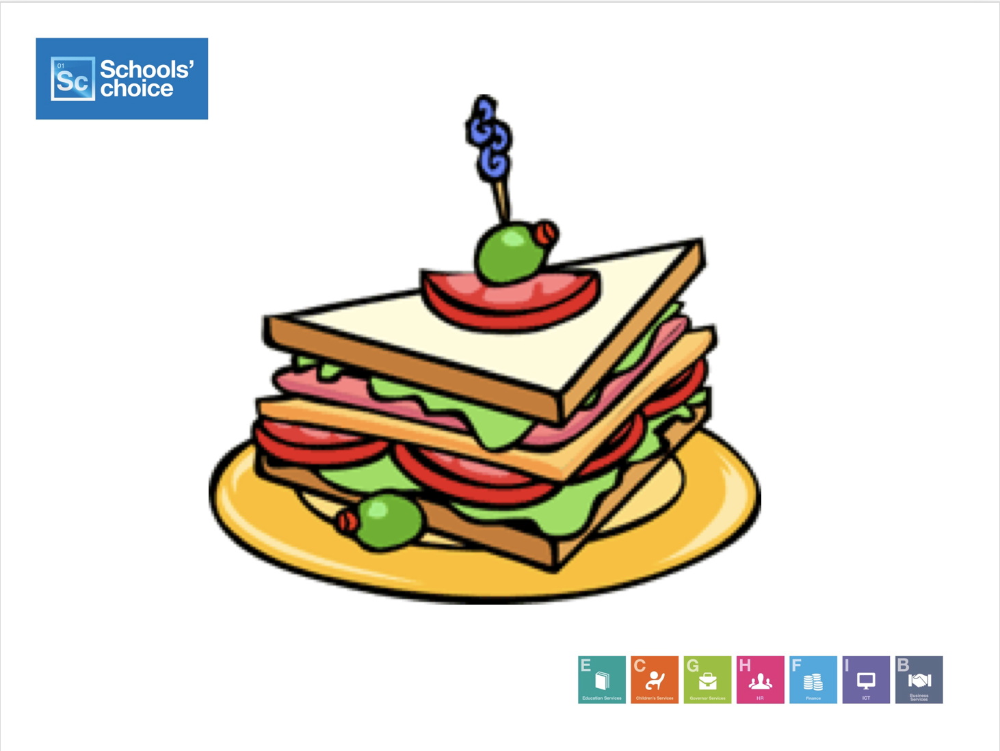 01
Sc
Schools’
choice
E
Education Services
C
Children's Services
G
Governor Services
H
HR
F
Finance
I
ICT
B
Business
Services